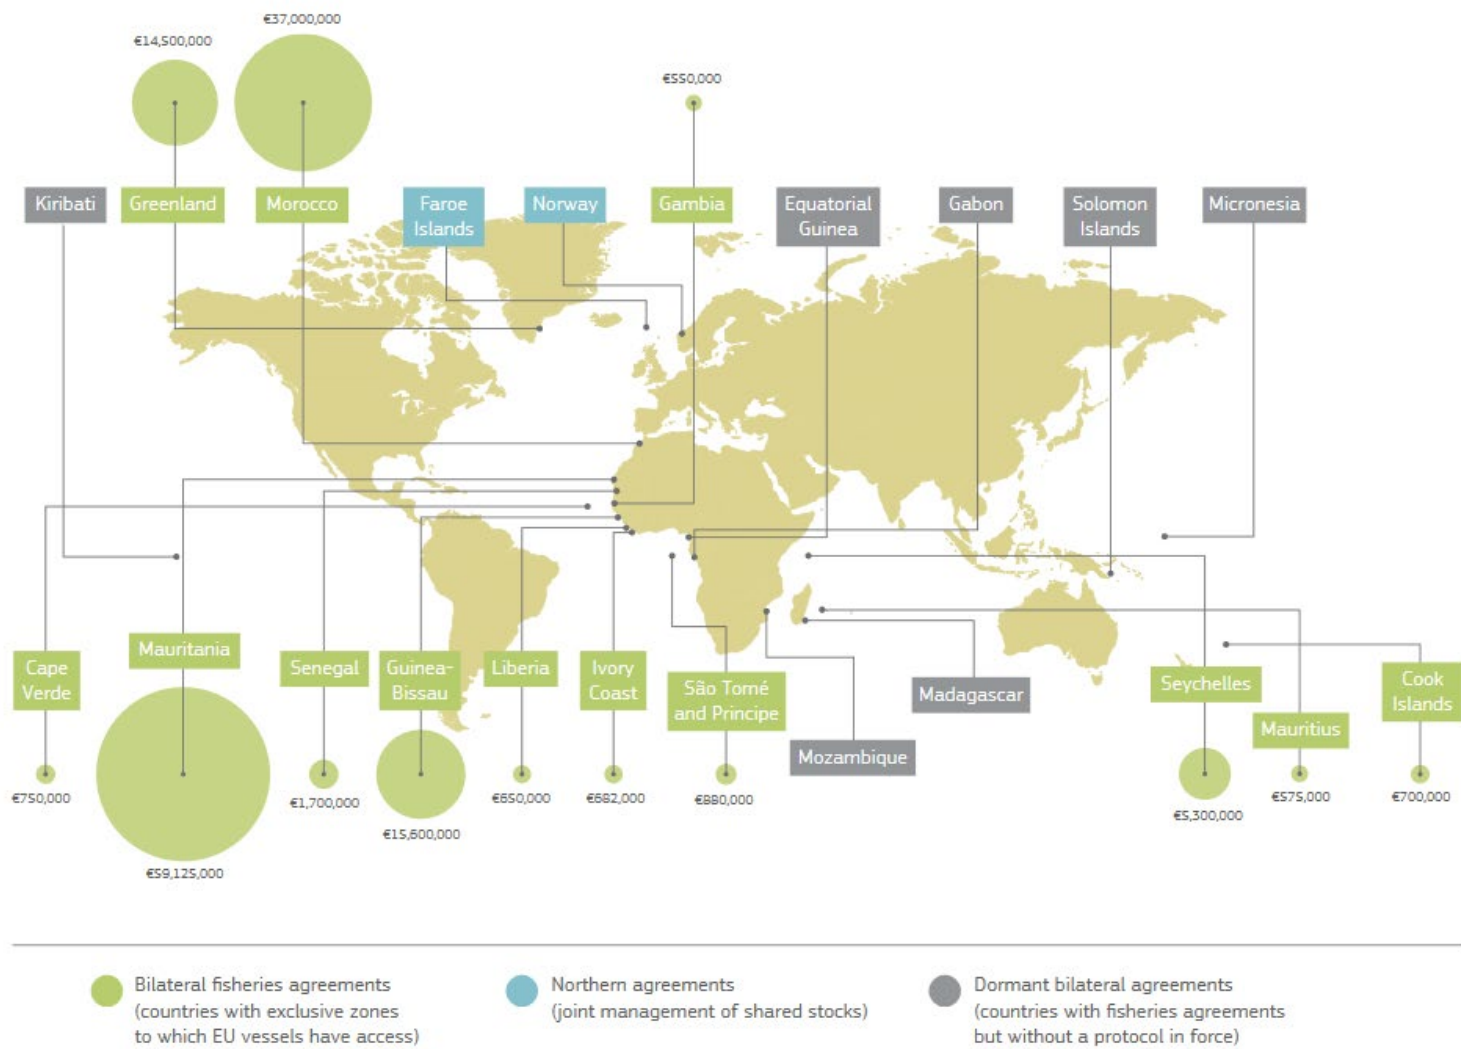 €37,000,000
€14,500,000
€550,000
Kiribati
Greenland
Morocco
Faroe
Islands
Norway
Gambia
Equatorial
Guinea
Gabon
Solomon
Islands
Micronesia
Cape
Verde
Mauritania
Senegal
Guinea-
Bissau
Liberia
Ivory
Coast
São Tomé
and Principe
Mozambique
Madagascar
Seychelles
Mauritius
Cook
Islands
€750,000
€59,125,000
€1,700,000
€15,600,000
€650,000
€682,000
€880,000
€5,300,000
€575,000
€700,000
Bilateral fisheries agreements
(countries with exclusive zones
to which EU vessels have access)
Northern agreements
(joint management of shared stocks)
Dormant bilateral agreements
(countries with fisheries agreements
but without a protocol in force)